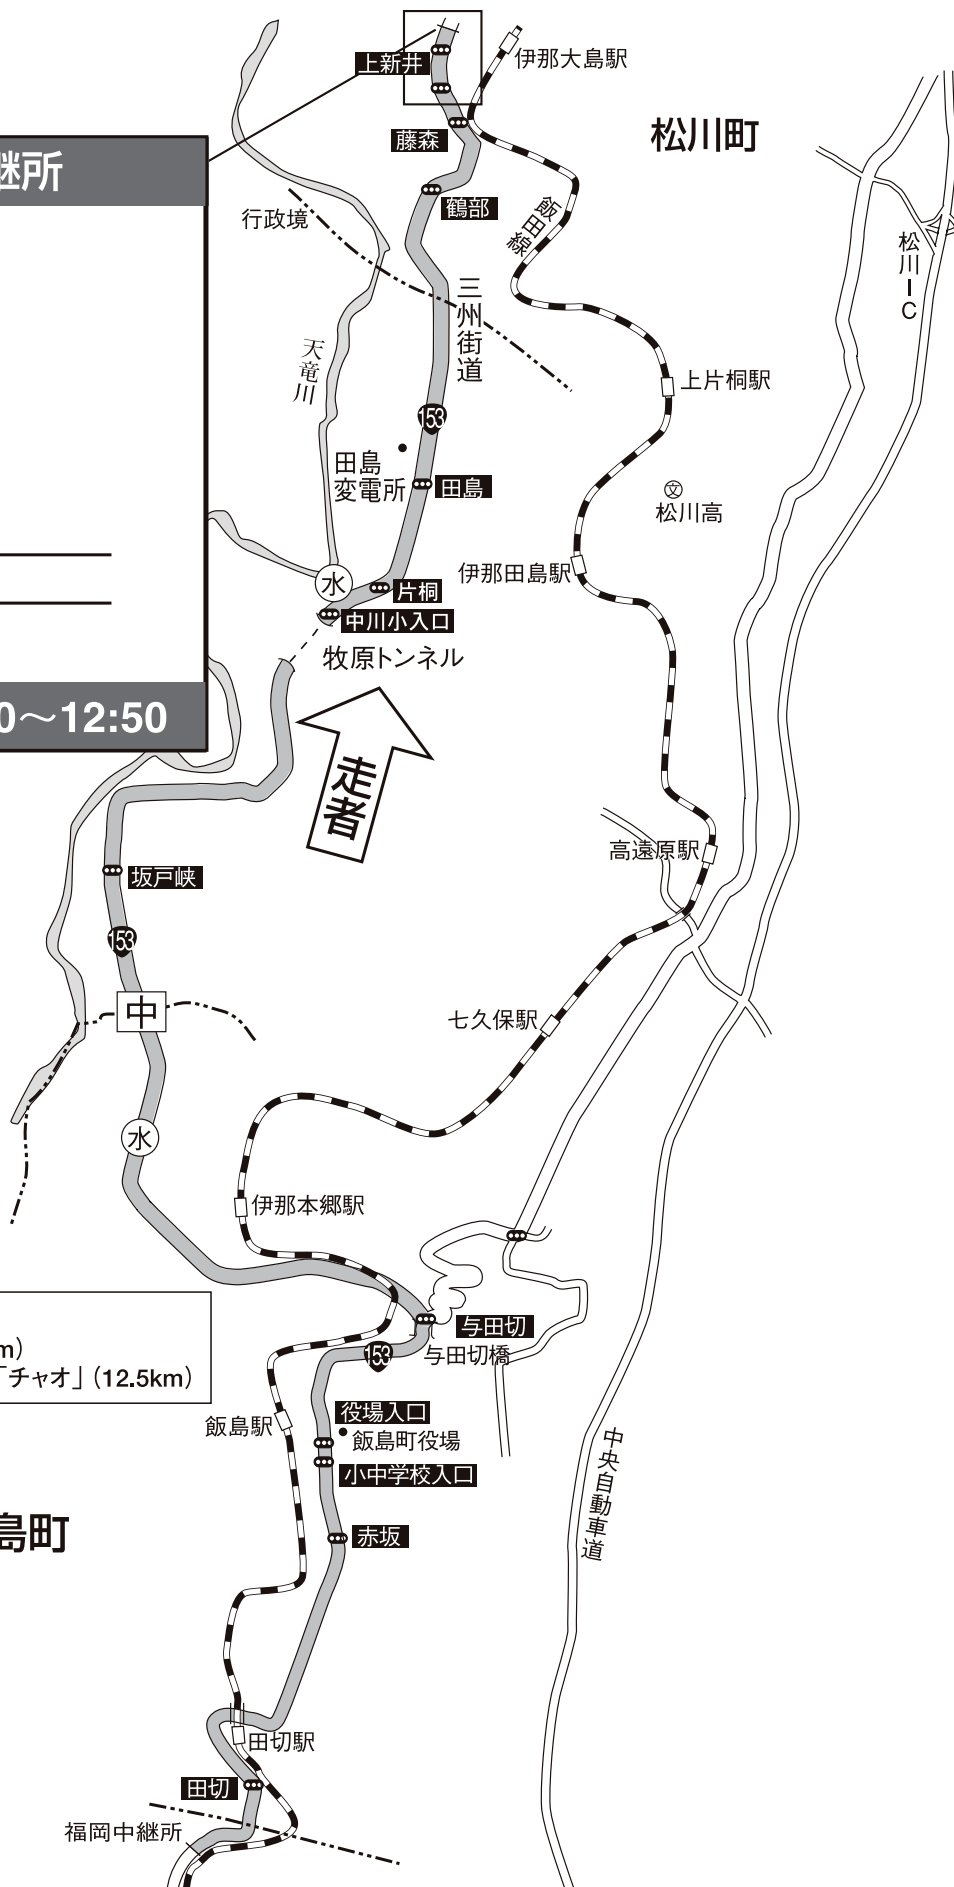 上新井
伊那大島駅
藤森
松川町
継所
鶴部
行政境
飯田線
松川IC
三州街道
天竜川
上片桐駅
153
田島
変電所
田島
文
松川高
伊那田島駅
水
片桐
中川小入口
牧原トンネル
0～12:50
走者
高遠原駅
坂戸峡
153
中
七久保駅
水
伊那本郷駅
与田切
与田切橋
153
m)
「チャオ」(12.5km)
役場入口
飯島駅
飯島町役場
小中学校入口
中央自動車道
島町
赤坂
田切駅
田切
福岡中継所